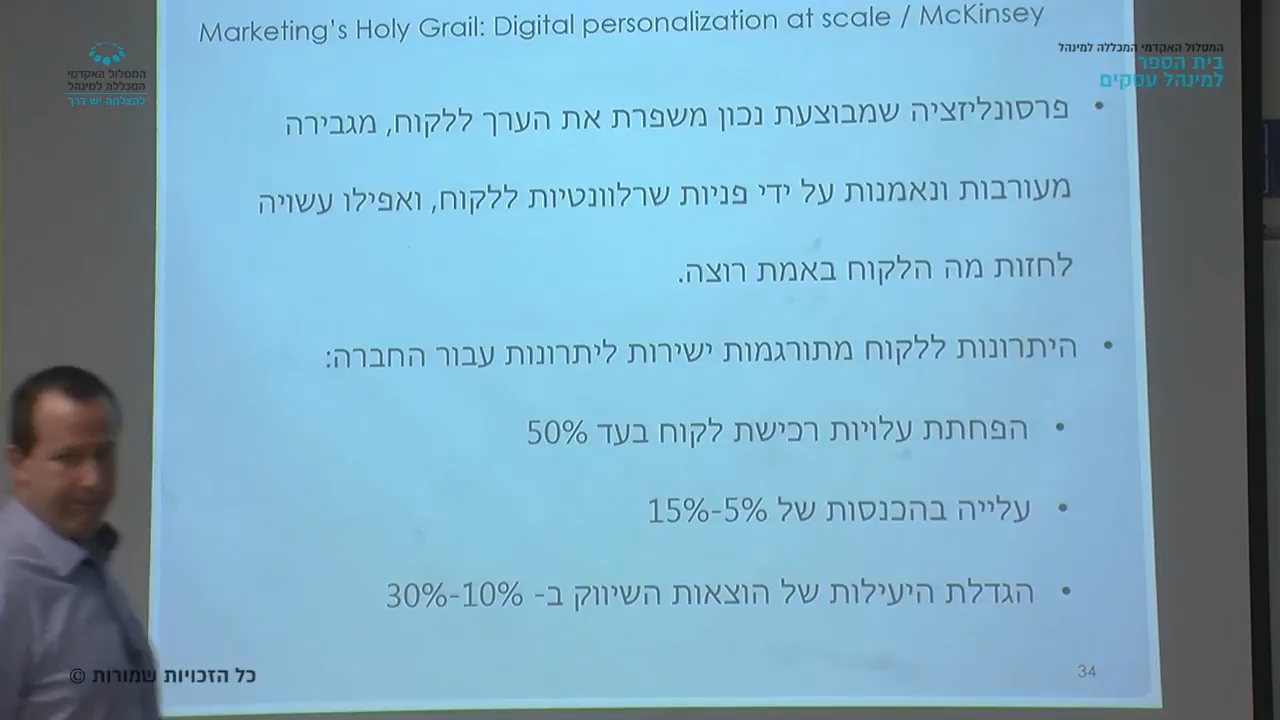 Marketing's Holy Grail: Digital personalization at scale / McKinsey
המסלול האקדמי
המכללה למינהל
להצלחה יש דרך
המסלול האקדמי המכללה למינהל
בית הספר
למינהל עסקים
• פרסונליזציה שמבוצעת נכון משפרת את הערך ללקוח, מגבירה
מעורבות ונאמנות על ידי פניות שרלוונטיות ללקוח, ואפילו עשויה
לחזות מה הלקוח באמת רוצה.
• היתרונות ללקוח מתורגמות ישירות ליתרונות עבור החברה:
• הפחתת עלויות רכישת לקוח בעד 50%
• עלייה בהכנסות של 5%-15%
• הגדלת היעילות של הוצאות השיווק ב- 10%-30%
כל הזכויות שמורות ©
34